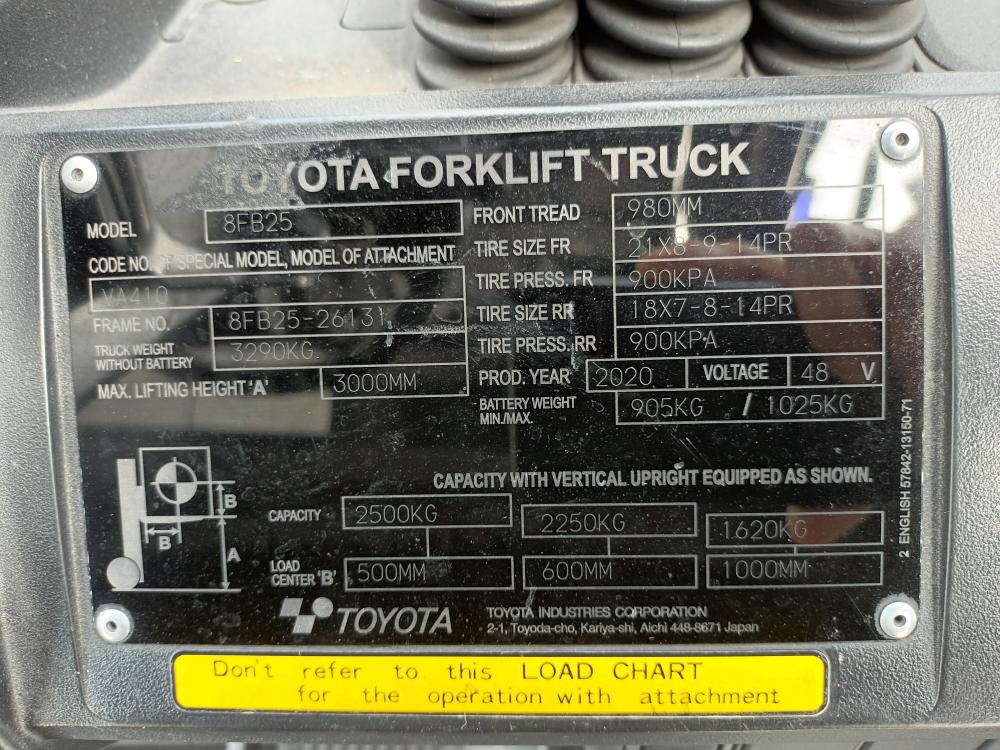 TOYOTA FORKLIFT TRUCK
MODEL 8FB25
CODE NO. OF SPECIAL MODEL, MODEL OF ATTACHMENT
VA410
FRAME NO. 8FB25-26131
TRUCK WEIGHT WITHOUT BATTERY 3290KG
MAX. LIFTING HEIGHT 'A' 3000MM
FRONT TREAD 980MM
TIRE SIZE FR 21X8-9-14PR
TIRE PRESS. FR 900KPA
TIRE SIZE RR 18X7-8-14PR
TIRE PRESS. RR 900KPA
PROD. YEAR 2020 VOLTAGE 48 V
BATTERY WEIGHT MIN./MAX. 905KG / 1025KG
CAPACITY WITH VERTICAL UPRIGHT EQUIPPED AS SHOWN.
B
B
A
CAPACITY 2500KG 2250KG 1620KG
LOAD CENTER 'B' 500MM 600MM 1000MM
TOYOTA
TOYOTA INDUSTRIES CORPORATION
2-1, Toyoda-cho, Kariya-shi, Aichi 448-8671 Japan
2 ENGLISH 57842-13150-71
Don't refer to this LOAD CHART
for the operation with attachment